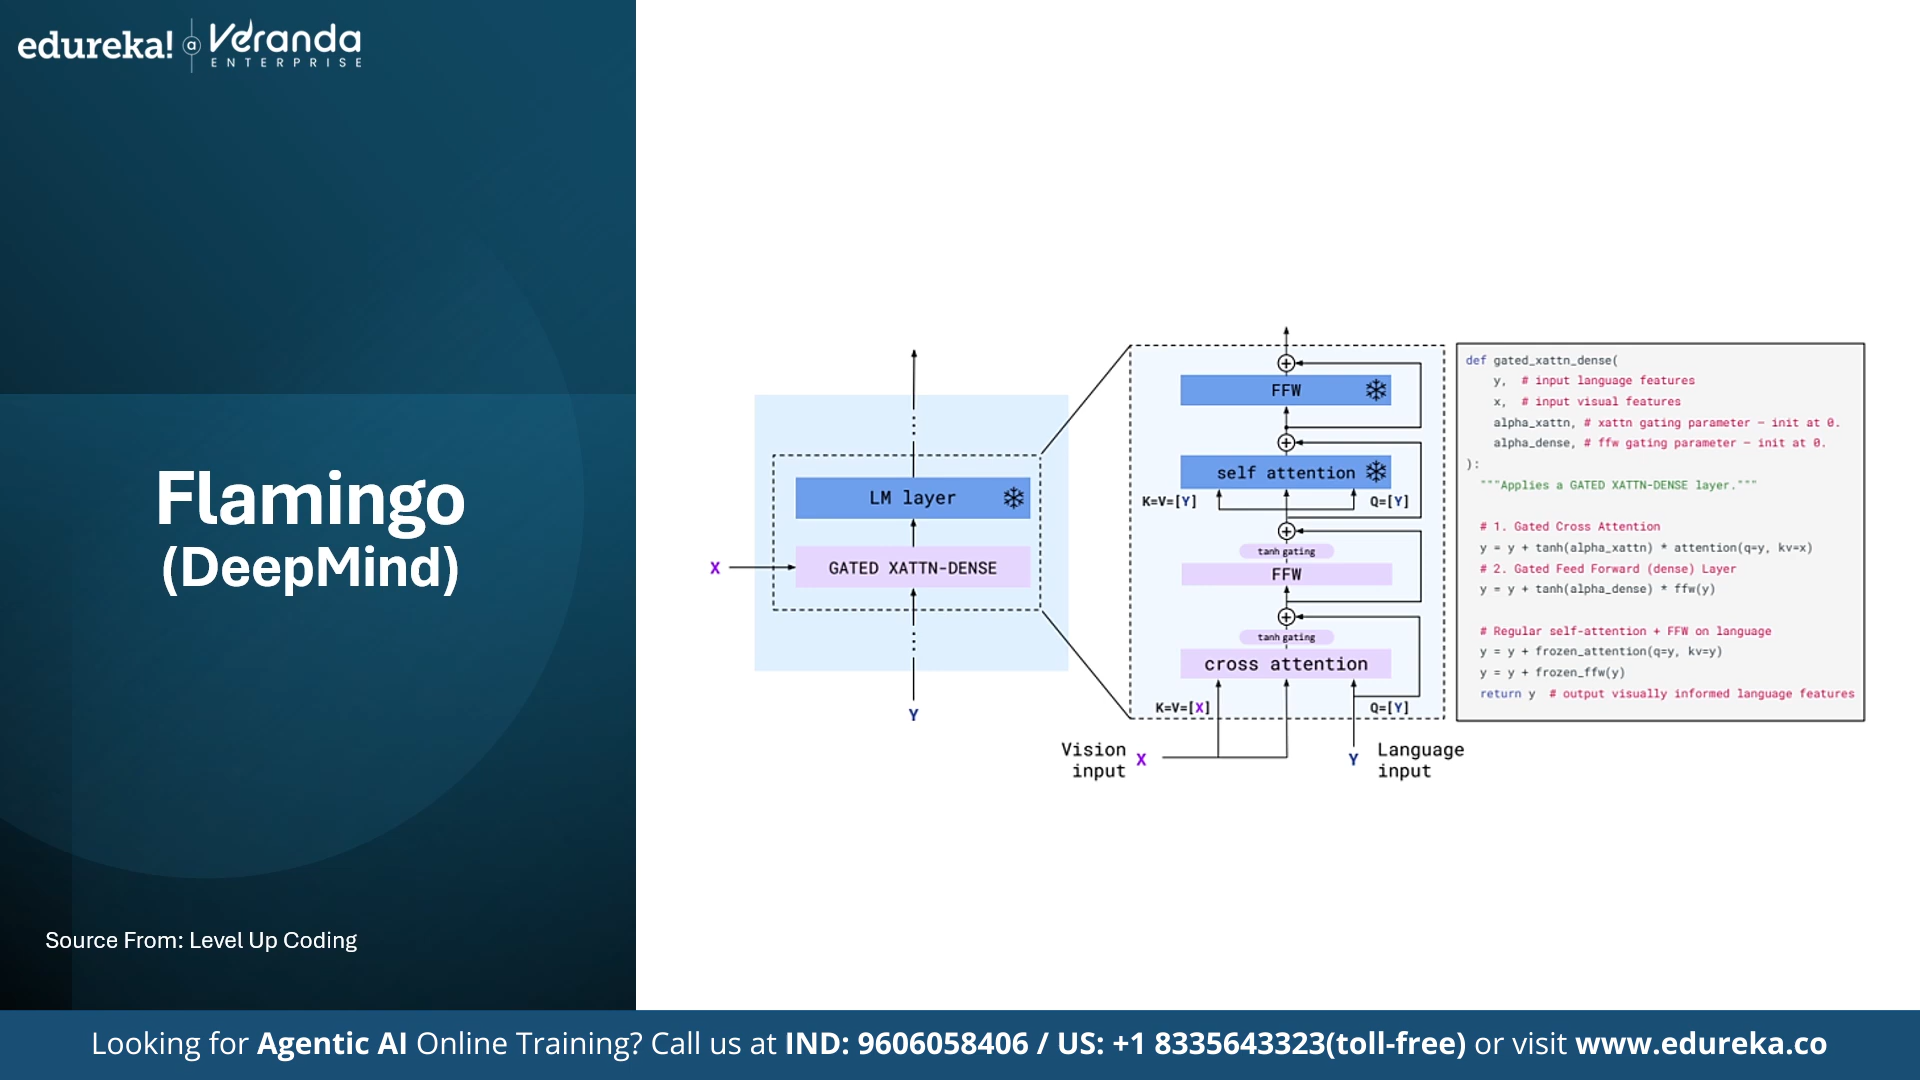 edureka! a Veranda
ENTERPRISE
Flamingo
(DeepMind)
Source From: Level Up Coding
LM layer
GATED XATTN-DENSE
X
Y
FFW
self attention
K=V=[Y]
Q=[Y]
tanh gating
FFW
tanh gating
cross attention
K=V=[X]
Q=[Y]
Vision
input
X
Y
Language
input
def gated_xattn_dense(
y, # input language features
x, # input visual features
alpha_xattn, # xattn gating parameter – init at 0.
alpha_dense, # ffw gating parameter – init at 0.
):
"""Applies a GATED XATTN-DENSE layer."""
# 1. Gated Cross Attention
y = y + tanh(alpha_xattn) * attention(q=y, kv=x)
# 2. Gated Feed Forward (dense) Layer
y = y + tanh(alpha_dense) * ffw(y)
# Regular self-attention + FFW on language
y = y + frozen_attention(q=y, kv=y)
y = y + frozen_ffw(y)
return y # output visually informed language features
Looking for Agentic AI Online Training? Call us at IND: 9606058406 / US: +1 8335643323(toll-free) or visit www.edureka.co